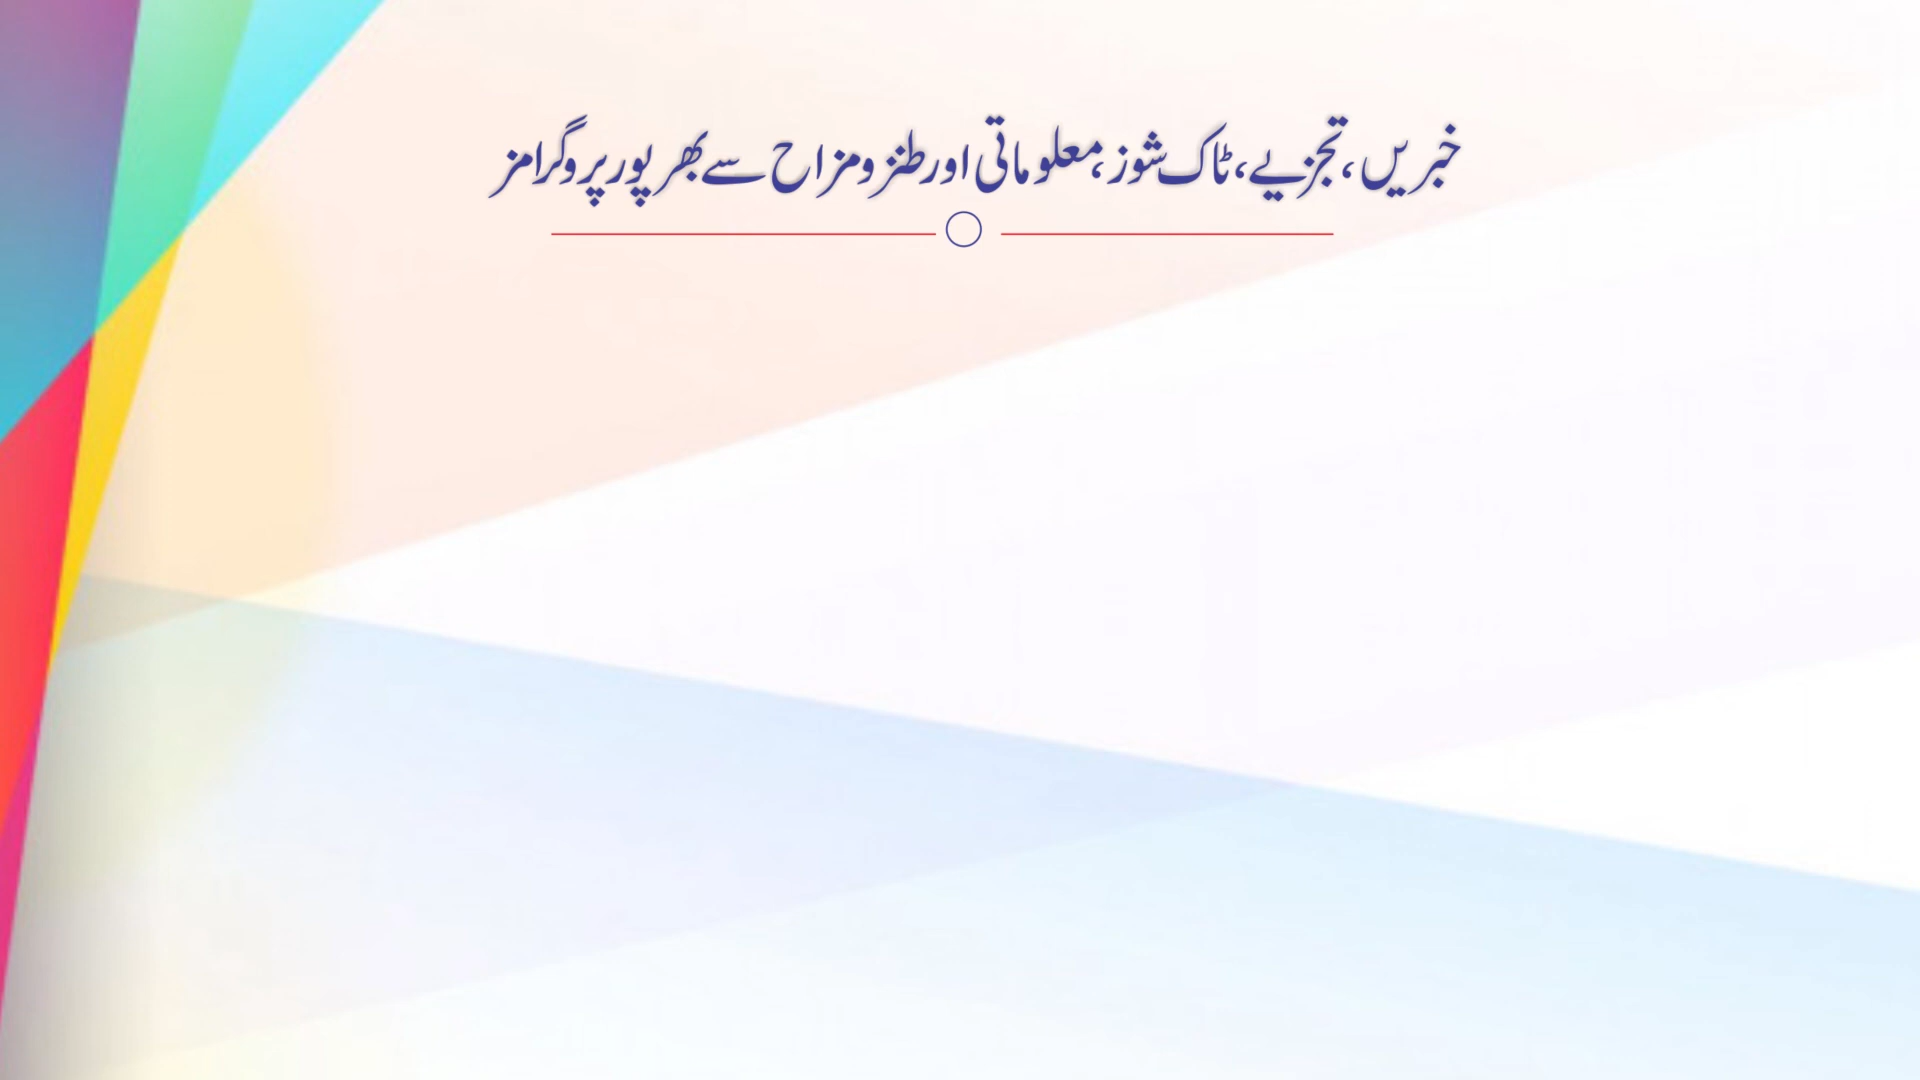 خبریں، تجزیے، ٹاک شوز، معلوماتی اور طنز و مزاح سے بھرپور پروگرامز